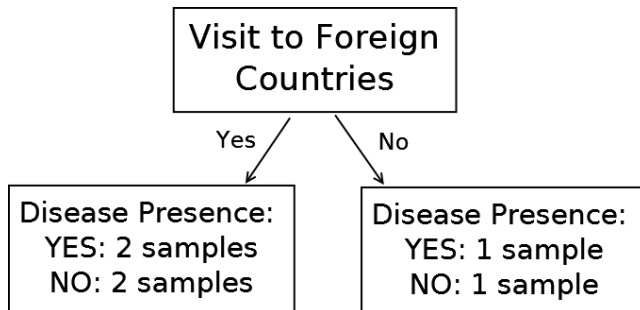 Visit to Foreign
Countries
Yes
No
Disease Presence:
YES: 2 samples
NO: 2 samples
Disease Presence:
YES: 1 sample
NO: 1 sample